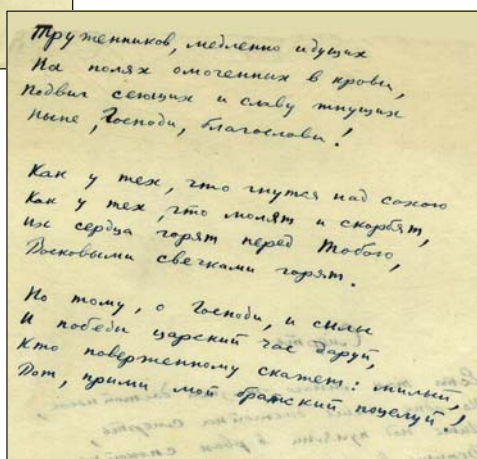 Тружеников, медленно идущих
На полях омоченных в крови,
Подвиг сеющих и славу жнущих
Ныне, Господи, благослови!
Как у тех, что гнутся над сохою
Как у тех, что молят и скорбят,
Их сердца горят перед Тобою,
Восковыми свечками горят.
Но тому, о Господи, и силы
И победы царский час даруй,
Кто поверженному скажет: милый,
Вот, прими мой братский поцелуй!